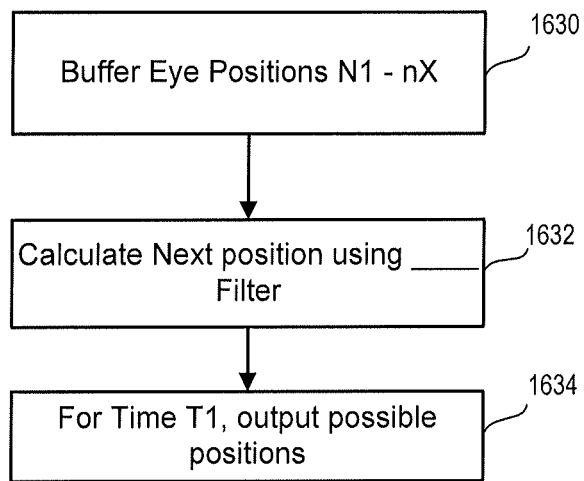 1630
Buffer Eye Positions N1 - nX
Calculate Next position using _____
Filter
1632
For Time T1, output possible
positions
1634